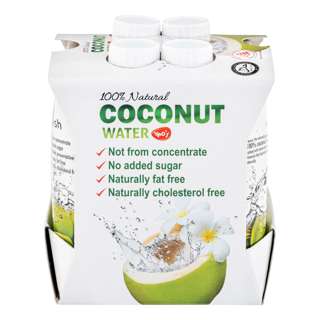 100% Natural
COCONUT
WATER
Not from concentrate
No added sugar
Naturally fat free
Naturally cholesterol free